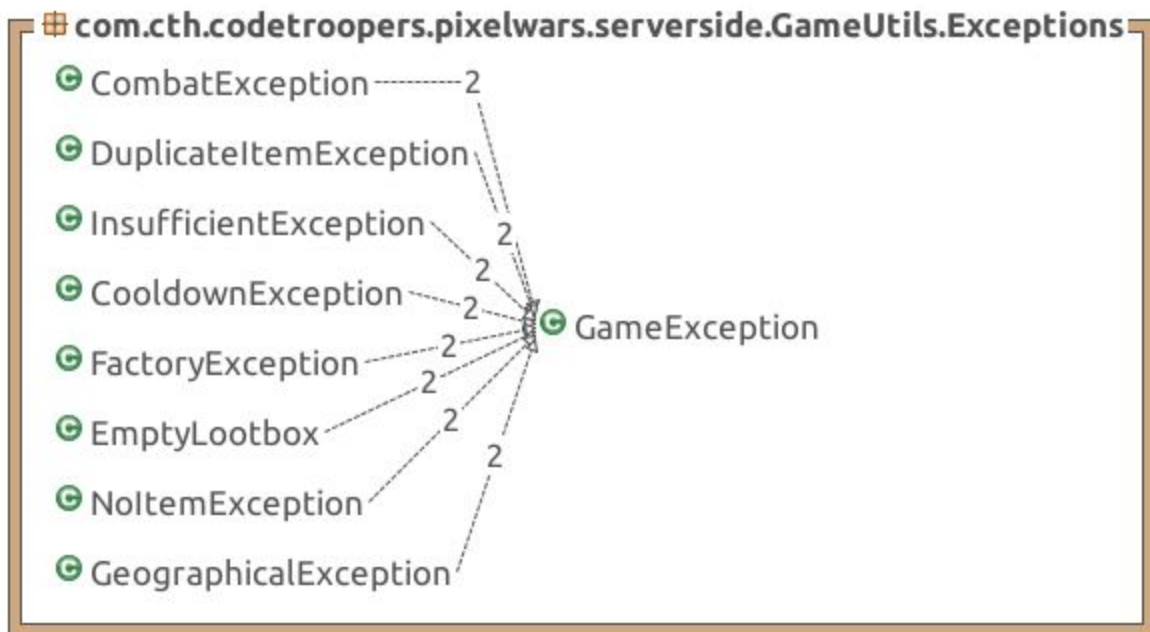 com.cth.codetroopers.pixelwars.serverside.GameUtils.Exceptions
CombatException 2
DuplicateItemException
InsufficientException 2
2
CooldownException 2
GameException
FactoryException 2
2
EmptyLootbox 2
NoItemException 2
GeographicalException